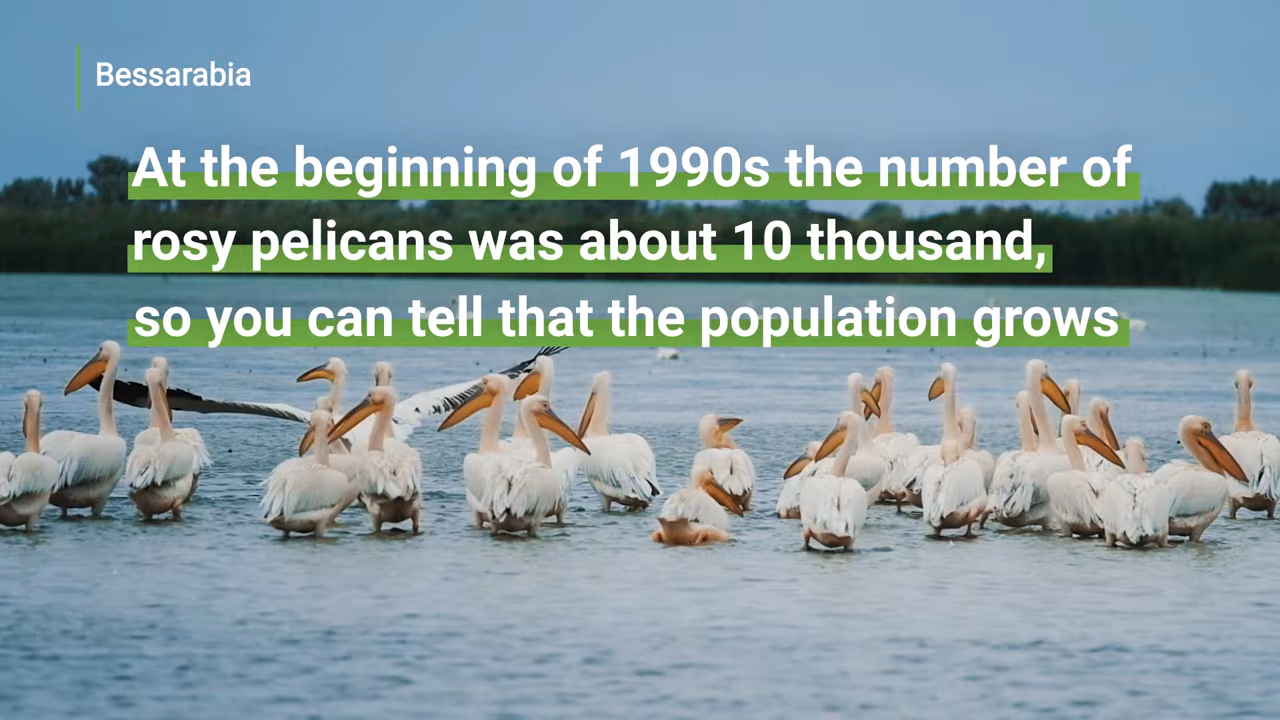 Bessarabia
At the beginning of 1990s the number of
rosy pelicans was about 10 thousand,
so you can tell that the population grows